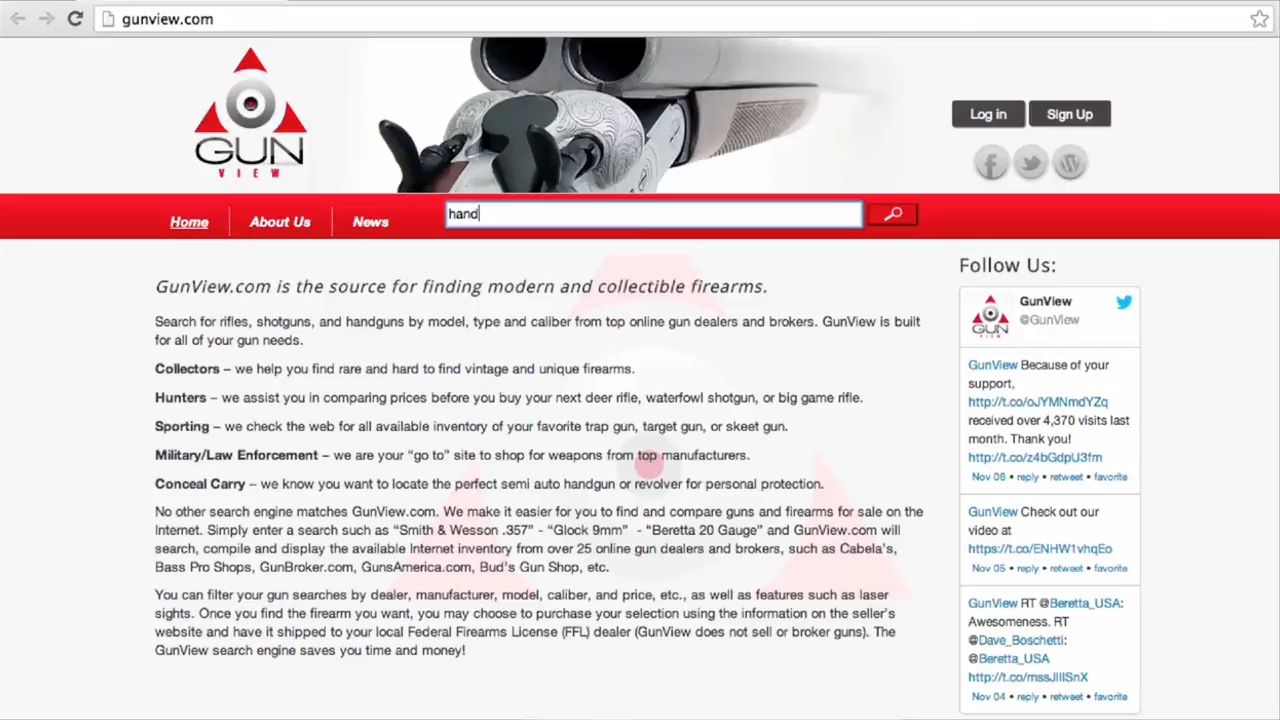 gunview.com
GUN
VIEW
Log in
Sign Up
Home
About Us
News
hand
GunView.com is the source for finding modern and collectible firearms.
Search for rifles, shotguns, and handguns by model, type and caliber from top online gun dealers and brokers. GunView is built
for all of your gun needs.
Collectors – we help you find rare and hard to find vintage and unique firearms.
Hunters – we assist you in comparing prices before you buy your next deer rifle, waterfowl shotgun, or big game rifle.
Sporting – we check the web for all available inventory of your favorite trap gun, target gun, or skeet gun.
Military/Law Enforcement – we are your “go to” site to shop for weapons from top manufacturers.
Conceal Carry – we know you want to locate the perfect semi auto handgun or revolver for personal protection.
No other search engine matches GunView.com. We make it easier for you to find and compare guns and firearms for sale on the
Internet. Simply enter a search such as “Smith & Wesson .357” - “Glock 9mm” - “Beretta 20 Gauge” and GunView.com will
search, compile and display the available Internet inventory from over 25 online gun dealers and brokers, such as Cabela’s,
Bass Pro Shops, GunBroker.com, GunsAmerica.com, Bud’s Gun Shop, etc.
You can filter your gun searches by dealer, manufacturer, model, caliber, and price, etc., as well as features such as laser
sights. Once you find the firearm you want, you may choose to purchase your selection using the information on the seller’s
website and have it shipped to your local Federal Firearms License (FFL) dealer (GunView does not sell or broker guns). The
GunView search engine saves you time and money!
Follow Us:
GUN
VIEW
GunView
@GunView
GunView Because of your
support,
http://t.co/oJYMNmdYZq
received over 4,370 visits last
month. Thank you!
http://t.co/z4bGdpU3fm
Nov 06 • reply • retweet • favorite
GunView Check out our
video at
https://t.co/ENHW1vhqEo
Nov 05 • reply • retweet • favorite
GunView RT @Beretta_USA:
Awesomeness. RT
@Dave_Boschetti:
@Beretta_USA
Nov 04 • reply • retweet • favorite